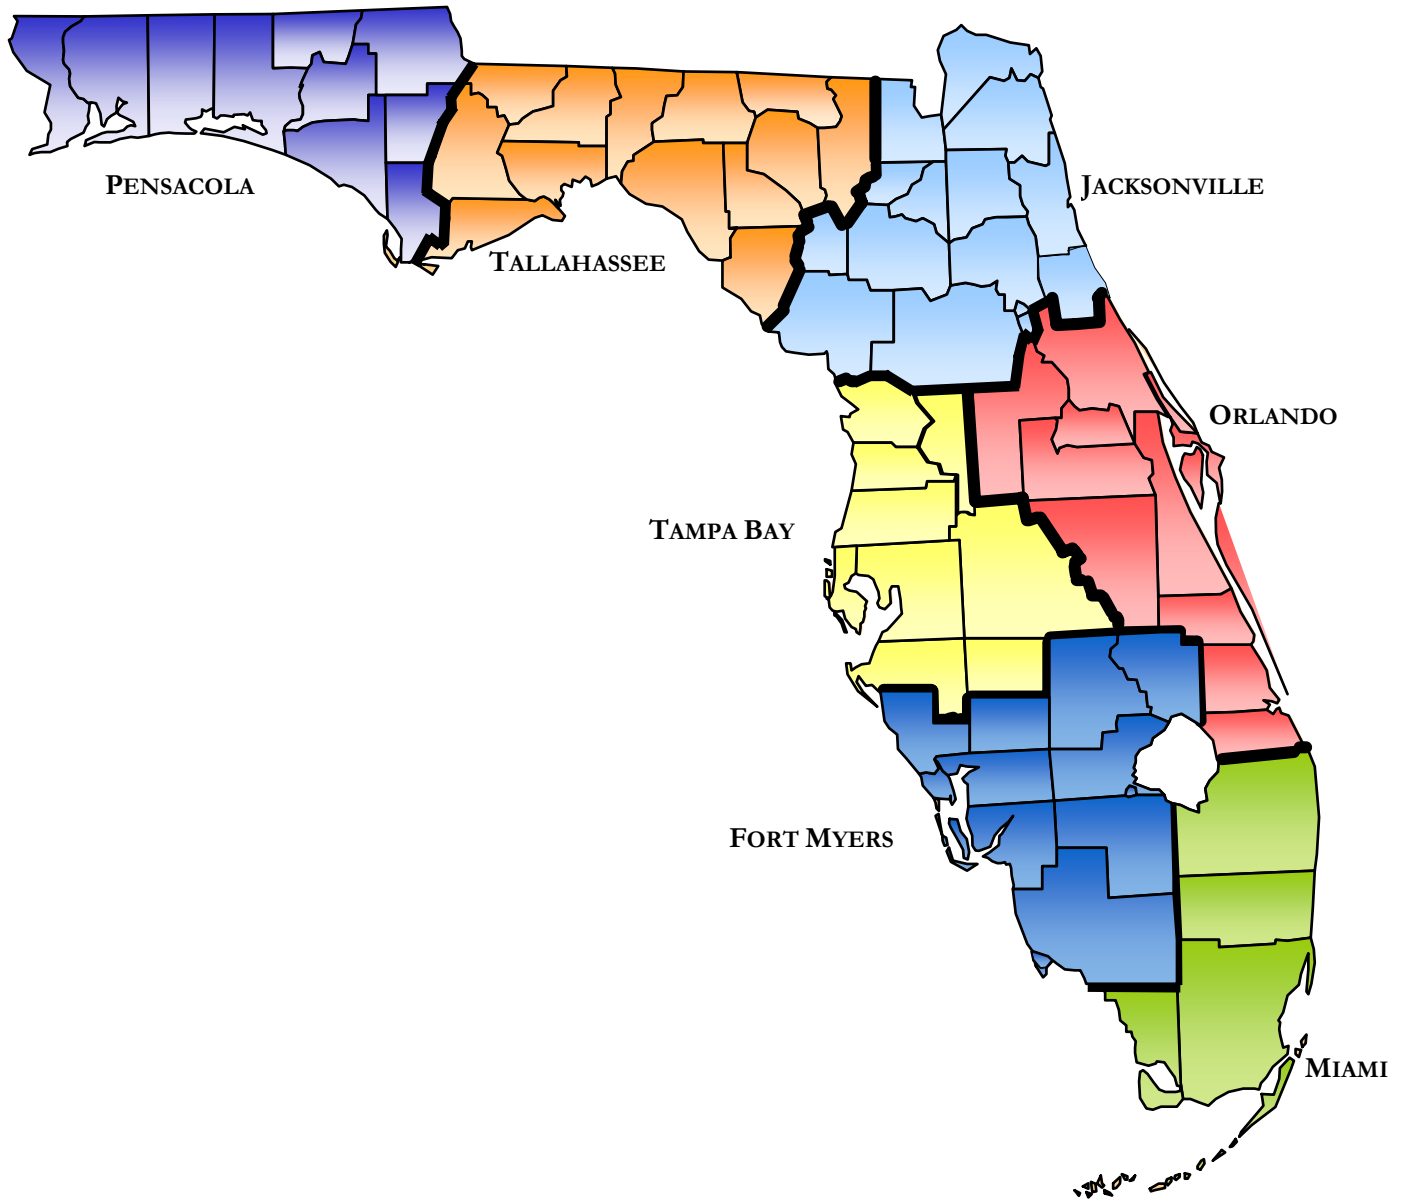 PENSACOLA
JACKSONVILLE
TALLAHASSEE
ORLANDO
TAMPA BAY
FORT MYERS
MIAMI